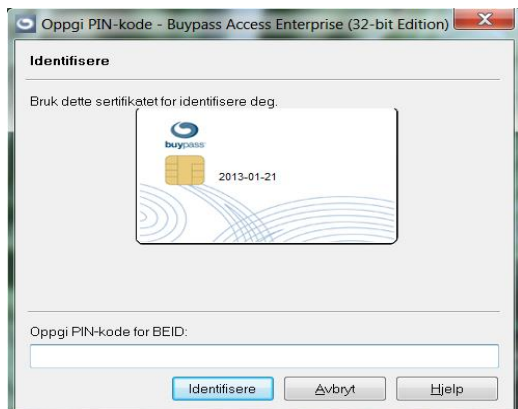 Oppgi PIN-kode - Buypass Access Enterprise (32-bit Edition)
Identifisere
Bruk dette sertifikatet for identifisere deg.
buypass
2013-01-21
Oppgi PIN-kode for BEID:
Identifisere Avbryt Hjelp